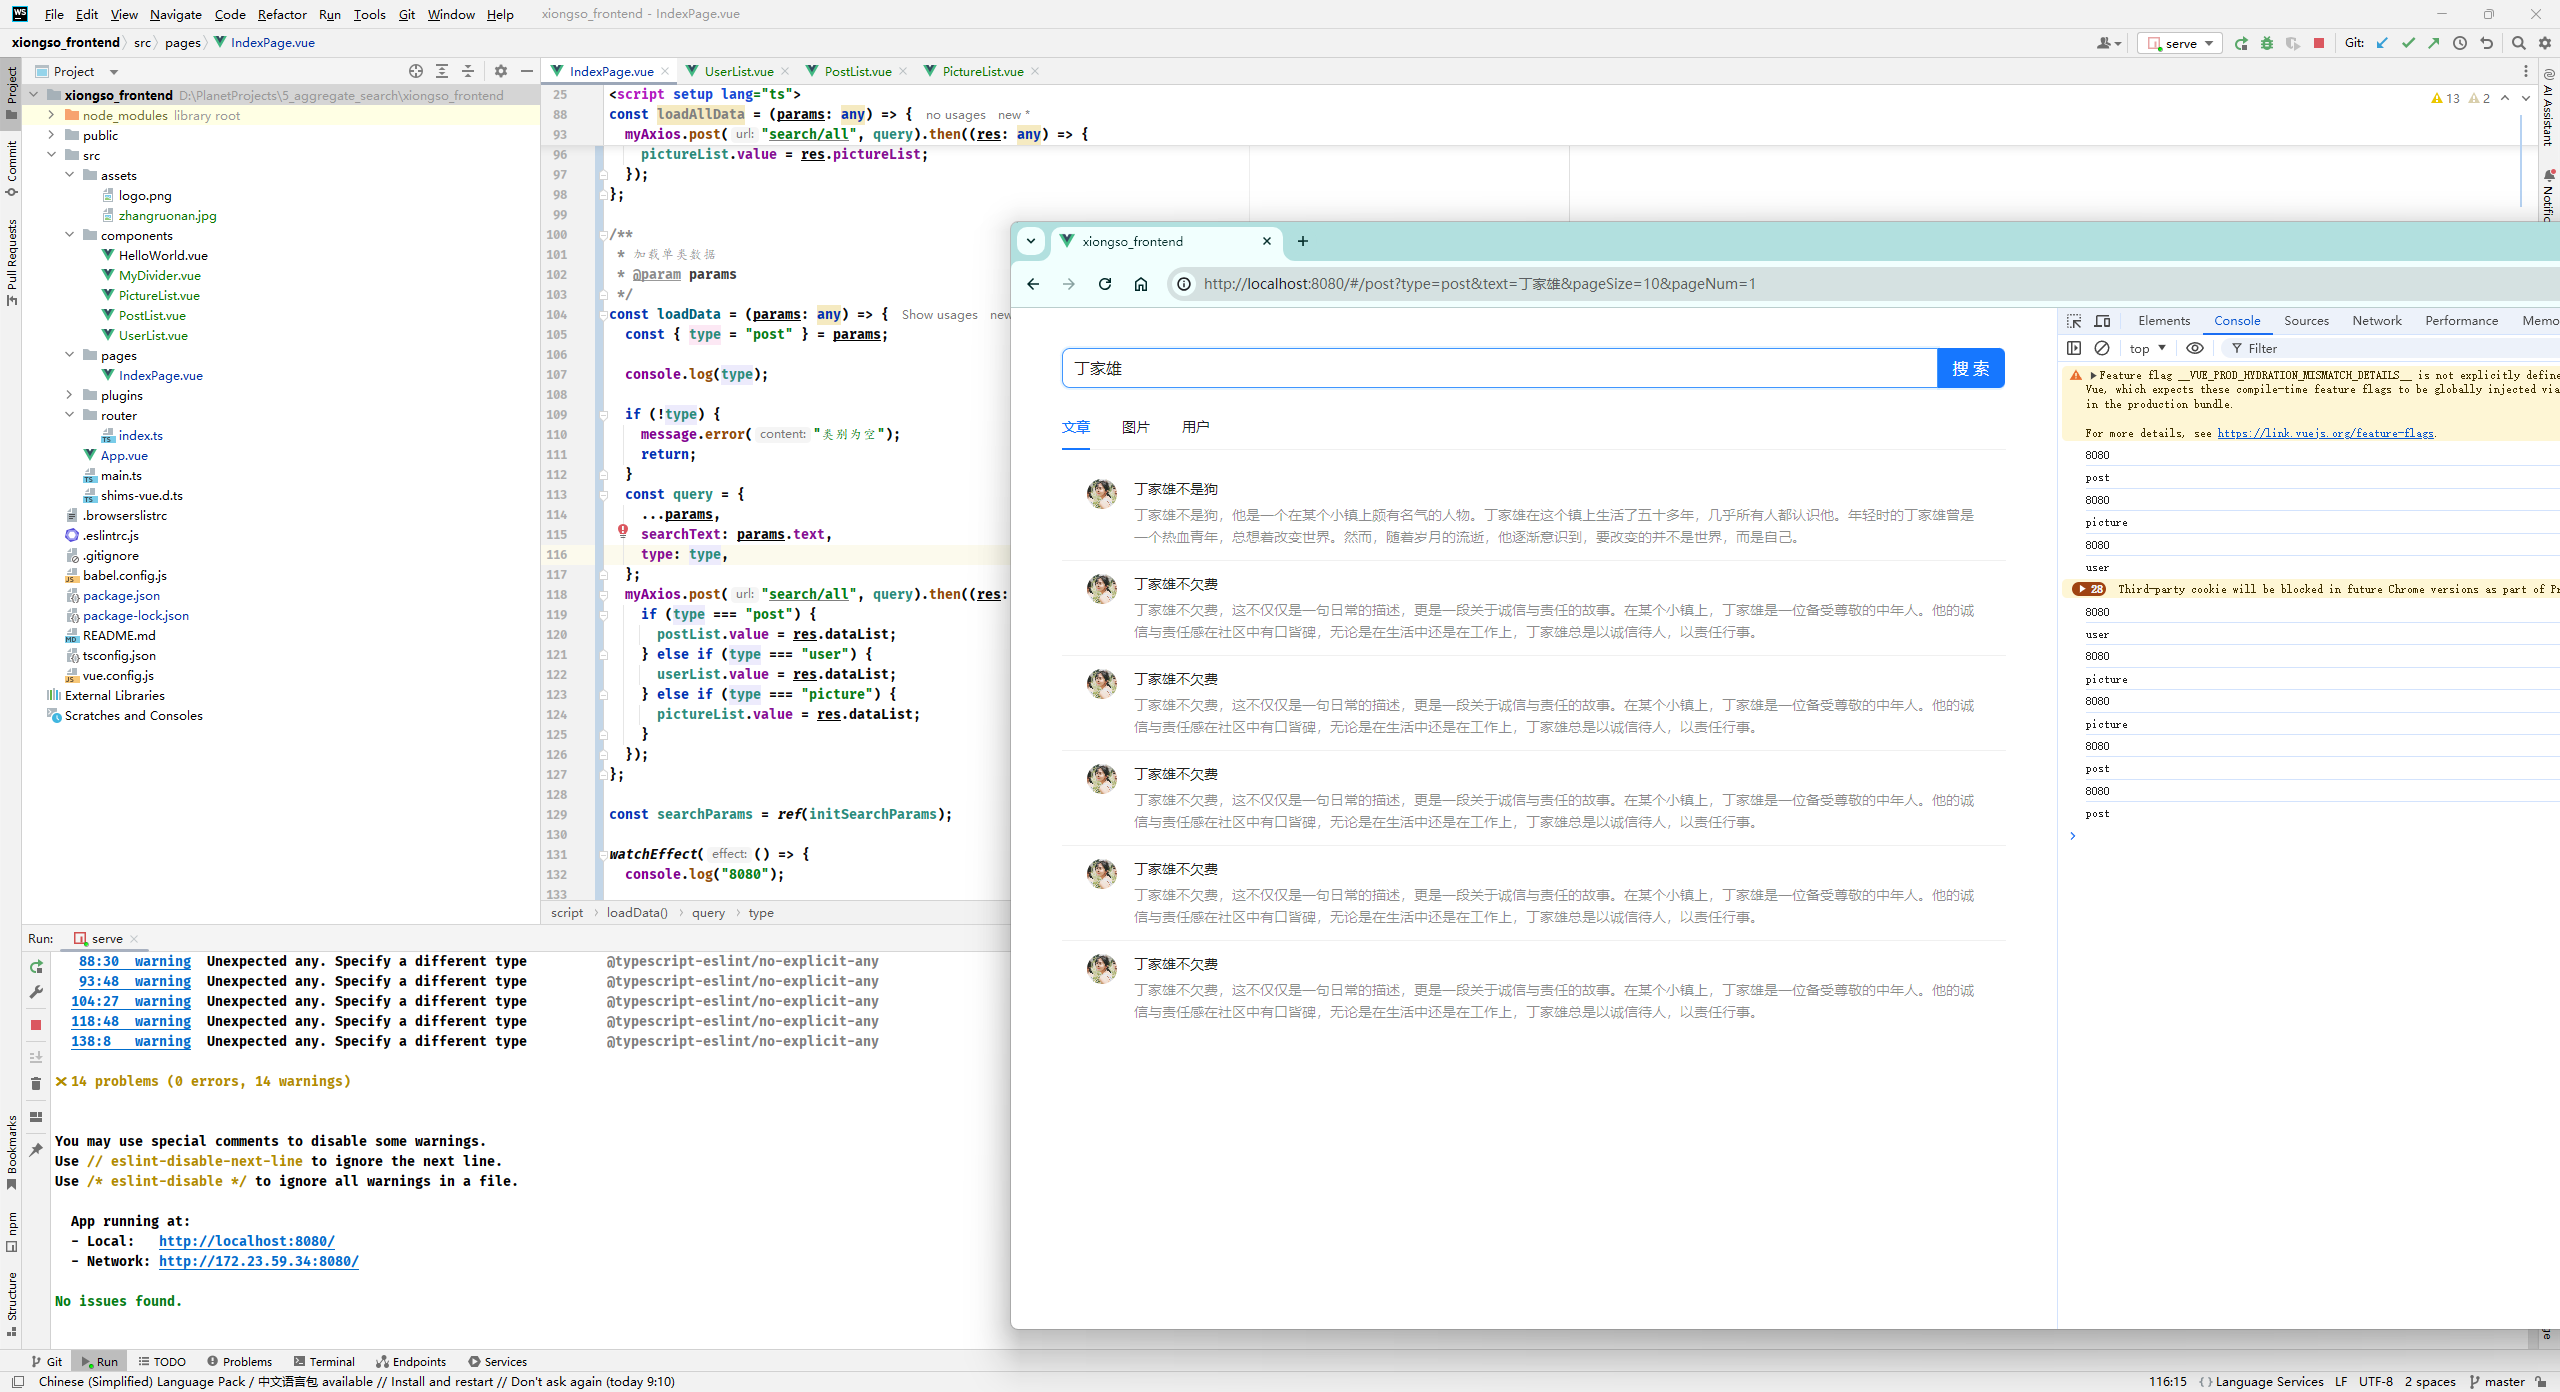 File Edit View Navigate Code Refactor Run Tools Git Window Help xiongso_frontend - IndexPage.vue
xiongso_frontend src pages IndexPage.vue
serve
Git:
Project
Project
Commit
Pull Requests
xiongso_frontend D:\PlanetProjects\5_aggregate_search\xiongso_frontend
node_modules library root
public
src
assets
logo.png
zhangruonan.jpg
components
HelloWorld.vue
MyDivider.vue
PictureList.vue
PostList.vue
UserList.vue
pages
IndexPage.vue
plugins
router
index.ts
App.vue
main.ts
shims-vue.d.ts
.browserslistrc
.eslintrc.js
.gitignore
babel.config.js
package.json
package-lock.json
README.md
tsconfig.json
vue.config.js
External Libraries
Scratches and Consoles
IndexPage.vue UserList.vue PostList.vue PictureList.vue
25 <script setup lang="ts">
88 const loadAllData = (params: any) => { no usages new *
93 myAxios.post( url: "search/all", query).then((res: any) => {
96 pictureList.value = res.pictureList;
97 });
98 };
99
100 /**
101 * 加载单类数据
102 * @param params
103 */
104 const loadData = (params: any) => { Show usages new
105 const { type = "post" } = params;
106
107 console.log(type);
108
109 if (!type) {
110 message.error( content: "类别为空");
111 return;
112 }
113 const query = {
114 ...params,
115 searchText: params.text,
116 type: type,
117 };
118 myAxios.post( url: "search/all", query).then((res:
119 if (type === "post") {
120 postList.value = res.dataList;
121 } else if (type === "user") {
122 userList.value = res.dataList;
123 } else if (type === "picture") {
124 pictureList.value = res.dataList;
125 }
126 });
127 };
128
129 const searchParams = ref(initSearchParams);
130
131 watchEffect( effect: () => {
132 console.log("8080");
133
script loadData() query type
13 2
AI Assistant
xiongso_frontend
http://localhost:8080/#/post?type=post&text=丁家雄&pageSize=10&pageNum=1
丁家雄 搜 索
文章 图片 用户
丁家雄不是狗
丁家雄不是狗，他是一个在某个小镇上颇有名气的人物。丁家雄在这个镇上生活了五十多年，几乎所有人都认识他。年轻时的丁家雄曾是
一个热血青年，总想着改变世界。然而，随着岁月的流逝，他逐渐意识到，要改变的并不是世界，而是自己。
丁家雄不欠费
丁家雄不欠费，这不仅仅是一句日常的描述，更是一段关于诚信与责任的故事。在某个小镇上，丁家雄是一位备受尊敬的中年人。他的诚
信与责任感在社区中有口皆碑，无论是在生活中还是在工作上，丁家雄总是以诚信待人，以责任行事。
丁家雄不欠费
丁家雄不欠费，这不仅仅是一句日常的描述，更是一段关于诚信与责任的故事。在某个小镇上，丁家雄是一位备受尊敬的中年人。他的诚
信与责任感在社区中有口皆碑，无论是在生活中还是在工作上，丁家雄总是以诚信待人，以责任行事。
丁家雄不欠费
丁家雄不欠费，这不仅仅是一句日常的描述，更是一段关于诚信与责任的故事。在某个小镇上，丁家雄是一位备受尊敬的中年人。他的诚
信与责任感在社区中有口皆碑，无论是在生活中还是在工作上，丁家雄总是以诚信待人，以责任行事。
丁家雄不欠费
丁家雄不欠费，这不仅仅是一句日常的描述，更是一段关于诚信与责任的故事。在某个小镇上，丁家雄是一位备受尊敬的中年人。他的诚
信与责任感在社区中有口皆碑，无论是在生活中还是在工作上，丁家雄总是以诚信待人，以责任行事。
丁家雄不欠费
丁家雄不欠费，这不仅仅是一句日常的描述，更是一段关于诚信与责任的故事。在某个小镇上，丁家雄是一位备受尊敬的中年人。他的诚
信与责任感在社区中有口皆碑，无论是在生活中还是在工作上，丁家雄总是以诚信待人，以责任行事。
Elements Console Sources Network Performance Memo
top Filter
Feature flag __VUE_PROD_HYDRATION_MISMATCH_DETAILS__ is not explicitly define
Vue, which expects these compile-time feature flags to be globally injected via
in the production bundle.
For more details, see https://link.vuejs.org/feature-flags.
8080
post
8080
picture
8080
user
28 Third-party cookie will be blocked in future Chrome versions as part of Pr
8080
user
8080
picture
8080
picture
8080
post
8080
post
Run: serve
88:30 warning Unexpected any. Specify a different type @typescript-eslint/no-explicit-any
93:48 warning Unexpected any. Specify a different type @typescript-eslint/no-explicit-any
104:27 warning Unexpected any. Specify a different type @typescript-eslint/no-explicit-any
118:48 warning Unexpected any. Specify a different type @typescript-eslint/no-explicit-any
138:8 warning Unexpected any. Specify a different type @typescript-eslint/no-explicit-any
14 problems (0 errors, 14 warnings)
You may use special comments to disable some warnings.
Use // eslint-disable-next-line to ignore the next line.
Use /* eslint-disable */ to ignore all warnings in a file.
App running at:
- Local: http://localhost:8080/
- Network: http://172.23.59.34:8080/
No issues found.
Bookmarks
npm
Structure
Git Run TODO Problems Terminal Endpoints Services
Chinese (Simplified) Language Pack / 中文语言包 available // Install and restart // Don't ask again (today 9:10)
116:15 Language Services LF UTF-8 2 spaces master